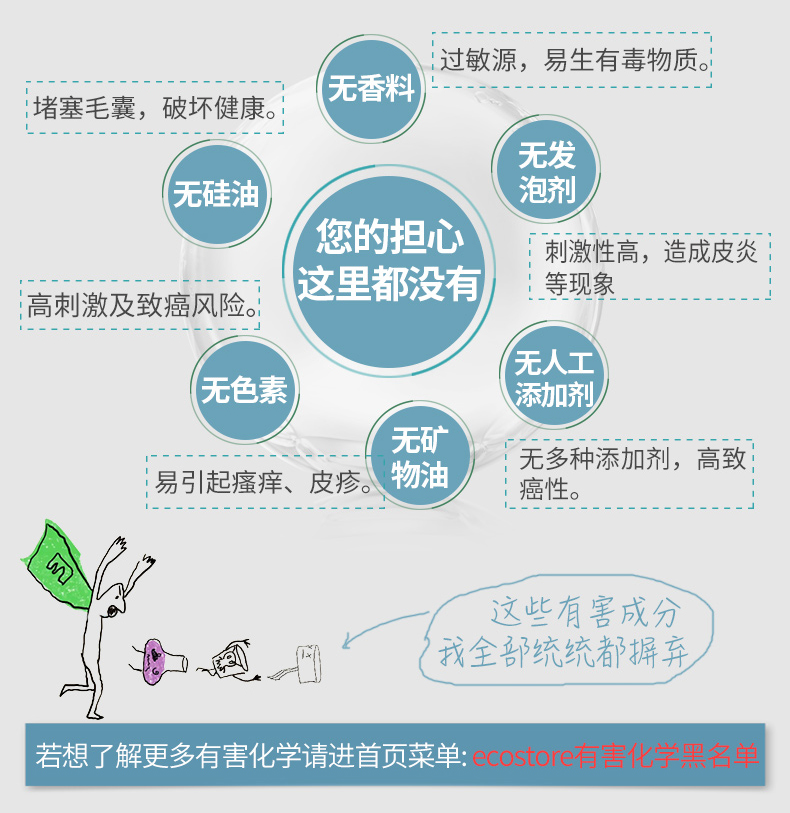 过敏源，易生有毒物质。
无香料
堵塞毛囊，破坏健康。
无发
泡剂
无硅油
您的担心
这里都没有
刺激性高，造成皮炎
等现象
高刺激及致癌风险。
无人工
添加剂
无色素
无矿
物油
无多种添加剂，高致
癌性。
易引起瘙痒、皮疹。
这些有害成分
我全部统统都摒弃
若想了解更多有害化学请进首页菜单: ecostore有害化学黑名单